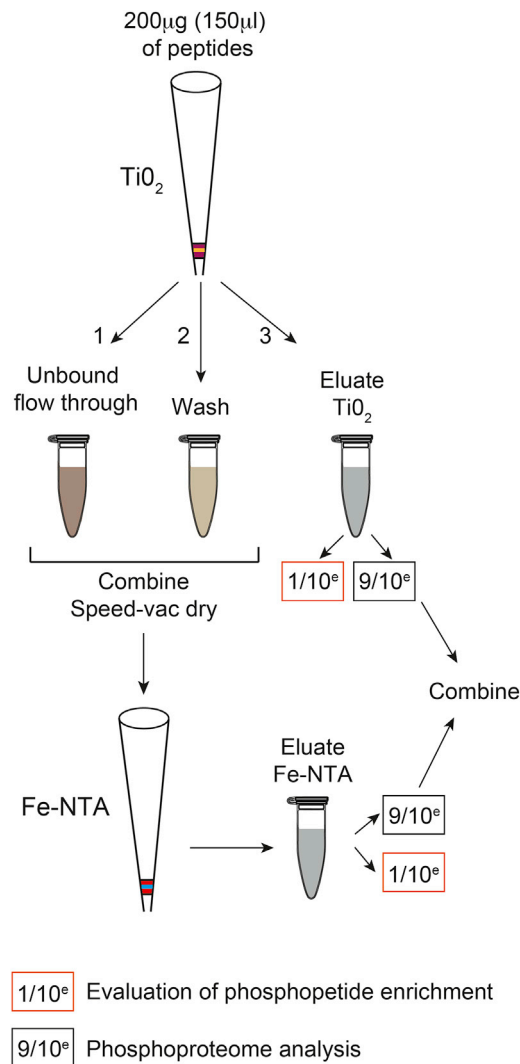 200μg (150μl)
of peptides
Ti0₂
1
2
3
Unbound
flow through
Wash
Eluate
Ti0₂
1/10ᵉ
9/10ᵉ
Combine
Speed-vac dry
Combine
Fe-NTA
Eluate
Fe-NTA
9/10ᵉ
1/10ᵉ
1/10ᵉ Evaluation of phosphopetide enrichment
9/10ᵉ Phosphoproteome analysis